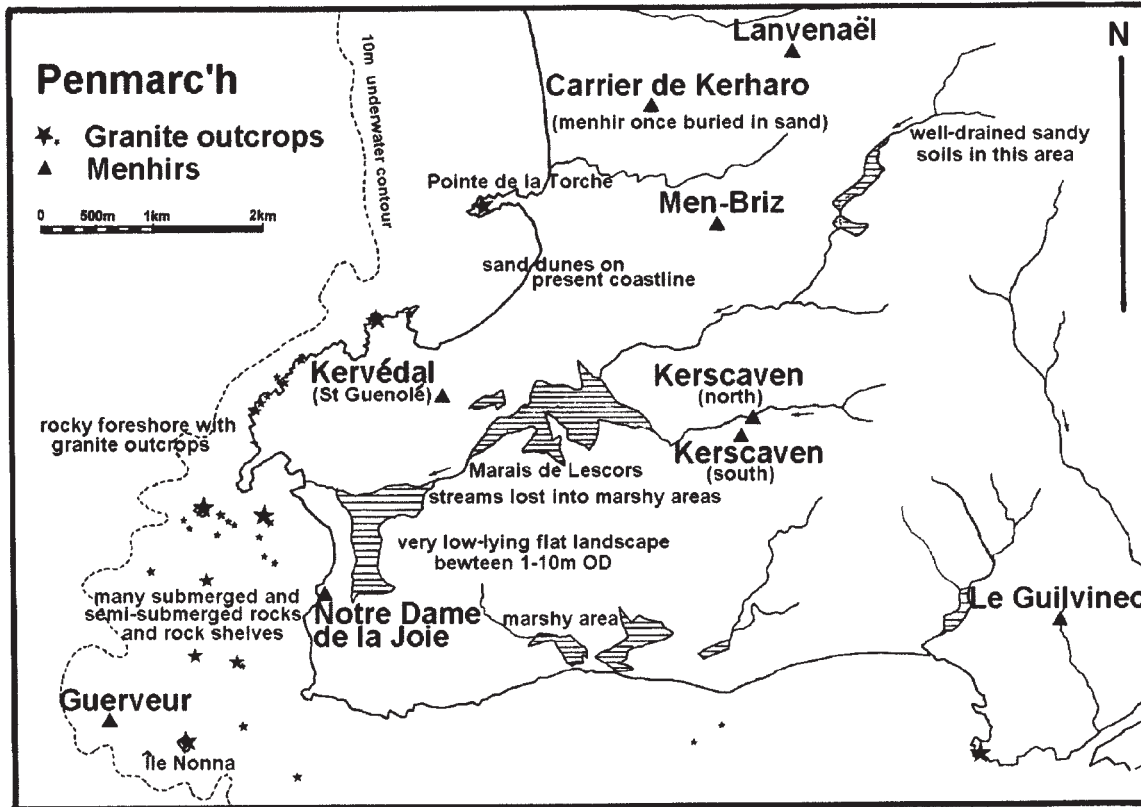 Penmarc'h
Granite outcrops
Menhirs
0 500m 1km 2km
10m underwater contour
Lanvenaël
N
Carrier de Kerharo
(menhir once buried in sand)
well-drained sandy
soils in this area
Pointe de la Torche
Men-Briz
sand dunes on
present coastline
Kervédal
(St Guenolé)
Kerscaven
(north)
rocky foreshore with
granite outcrops
Kerscaven
(south)
Marais de Lescors
streams lost into marshy areas
very low-lying flat landscape
bewteen 1-10m OD
many submerged and
semi-submerged rocks
and rock shelves
Notre Dame
de la Joie
marshy area
Le Guilvinec
Guerveur
Île Nonna